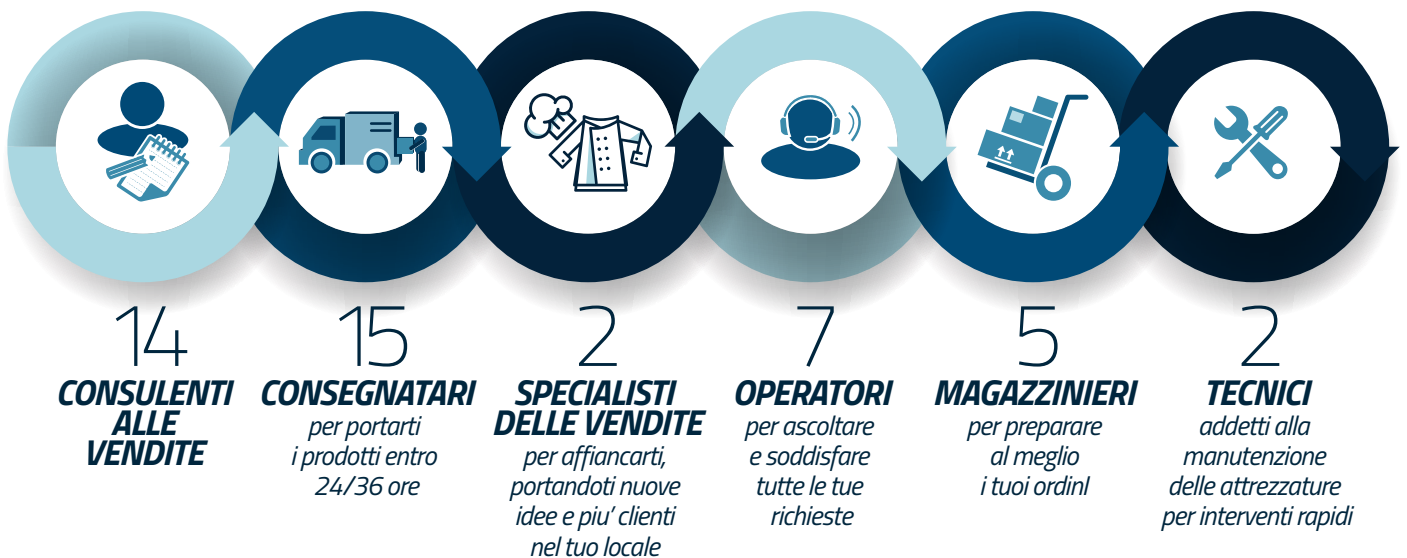 14
CONSULENTI
ALLE
VENDITE
15
CONSEGNATARI
per portarti
i prodotti entro
24/36 ore
2
SPECIALISTI
DELLE VENDITE
per affiancarti,
portandoti nuove
idee e piu' clienti
nel tuo locale
7
OPERATORI
per ascoltare
e soddisfare
tutte le tue
richieste
5
MAGAZZINIERI
per preparare
al meglio
i tuoi ordinI
2
TECNICI
addetti alla
manutenzione
delle attrezzature
per interventi rapidi